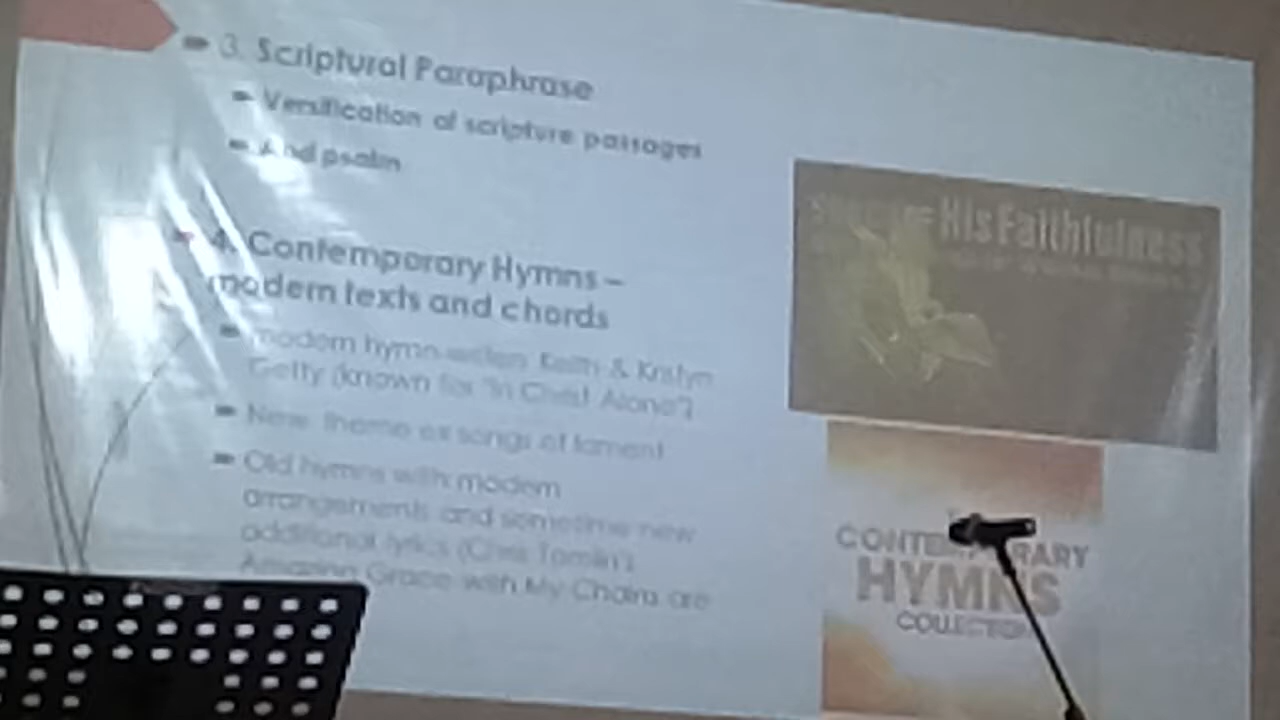 3. Scriptural Paraphrase
Versification of scripture passages
And psalm
4. Contemporary Hymns –
modern texts and chords
modern hymn-writers Keith & Kristyn
Getty (known for "In Christ Alone")
New theme as songs of lament
Old hymns with modern
arrangements and sometime new
additional lyrics (Chris Tomlin's
Amazing Grace with My Chains are
His Faithfulness
CONTEMPORARY
HYMNS
COLLECTION